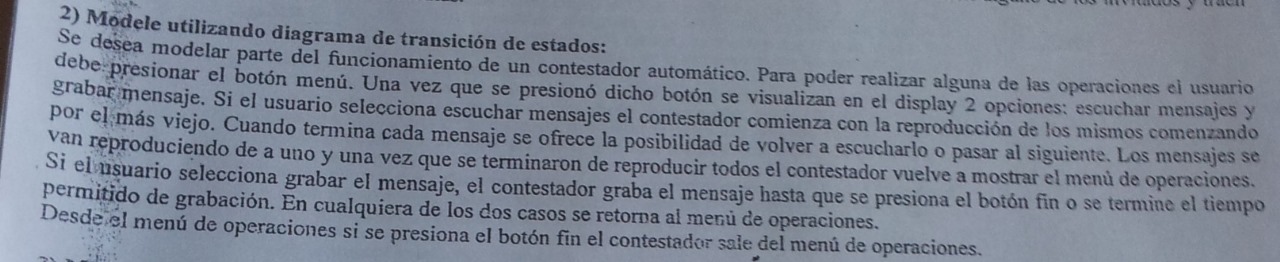 de los invitados y traen
2) Modele utilizando diagrama de transición de estados:
Se desea modelar parte del funcionamiento de un contestador automático. Para poder realizar alguna de las operaciones el usuario
debe presionar el botón menú. Una vez que se presionó dicho botón se visualizan en el display 2 opciones: escuchar mensajes y
grabar mensaje. Si el usuario selecciona escuchar mensajes el contestador comienza con la reproducción de los mismos comenzando
por el más viejo. Cuando termina cada mensaje se ofrece la posibilidad de volver a escucharlo o pasar al siguiente. Los mensajes se
van reproduciendo de a uno y una vez que se terminaron de reproducir todos el contestador vuelve a mostrar el menú de operaciones.
Si el usuario selecciona grabar el mensaje, el contestador graba el mensaje hasta que se presiona el botón fin o se termine el tiempo
permitido de grabación. En cualquiera de los dos casos se retorna al menú de operaciones.
Desde el menú de operaciones si se presiona el botón fin el contestador sale del menú de operaciones.